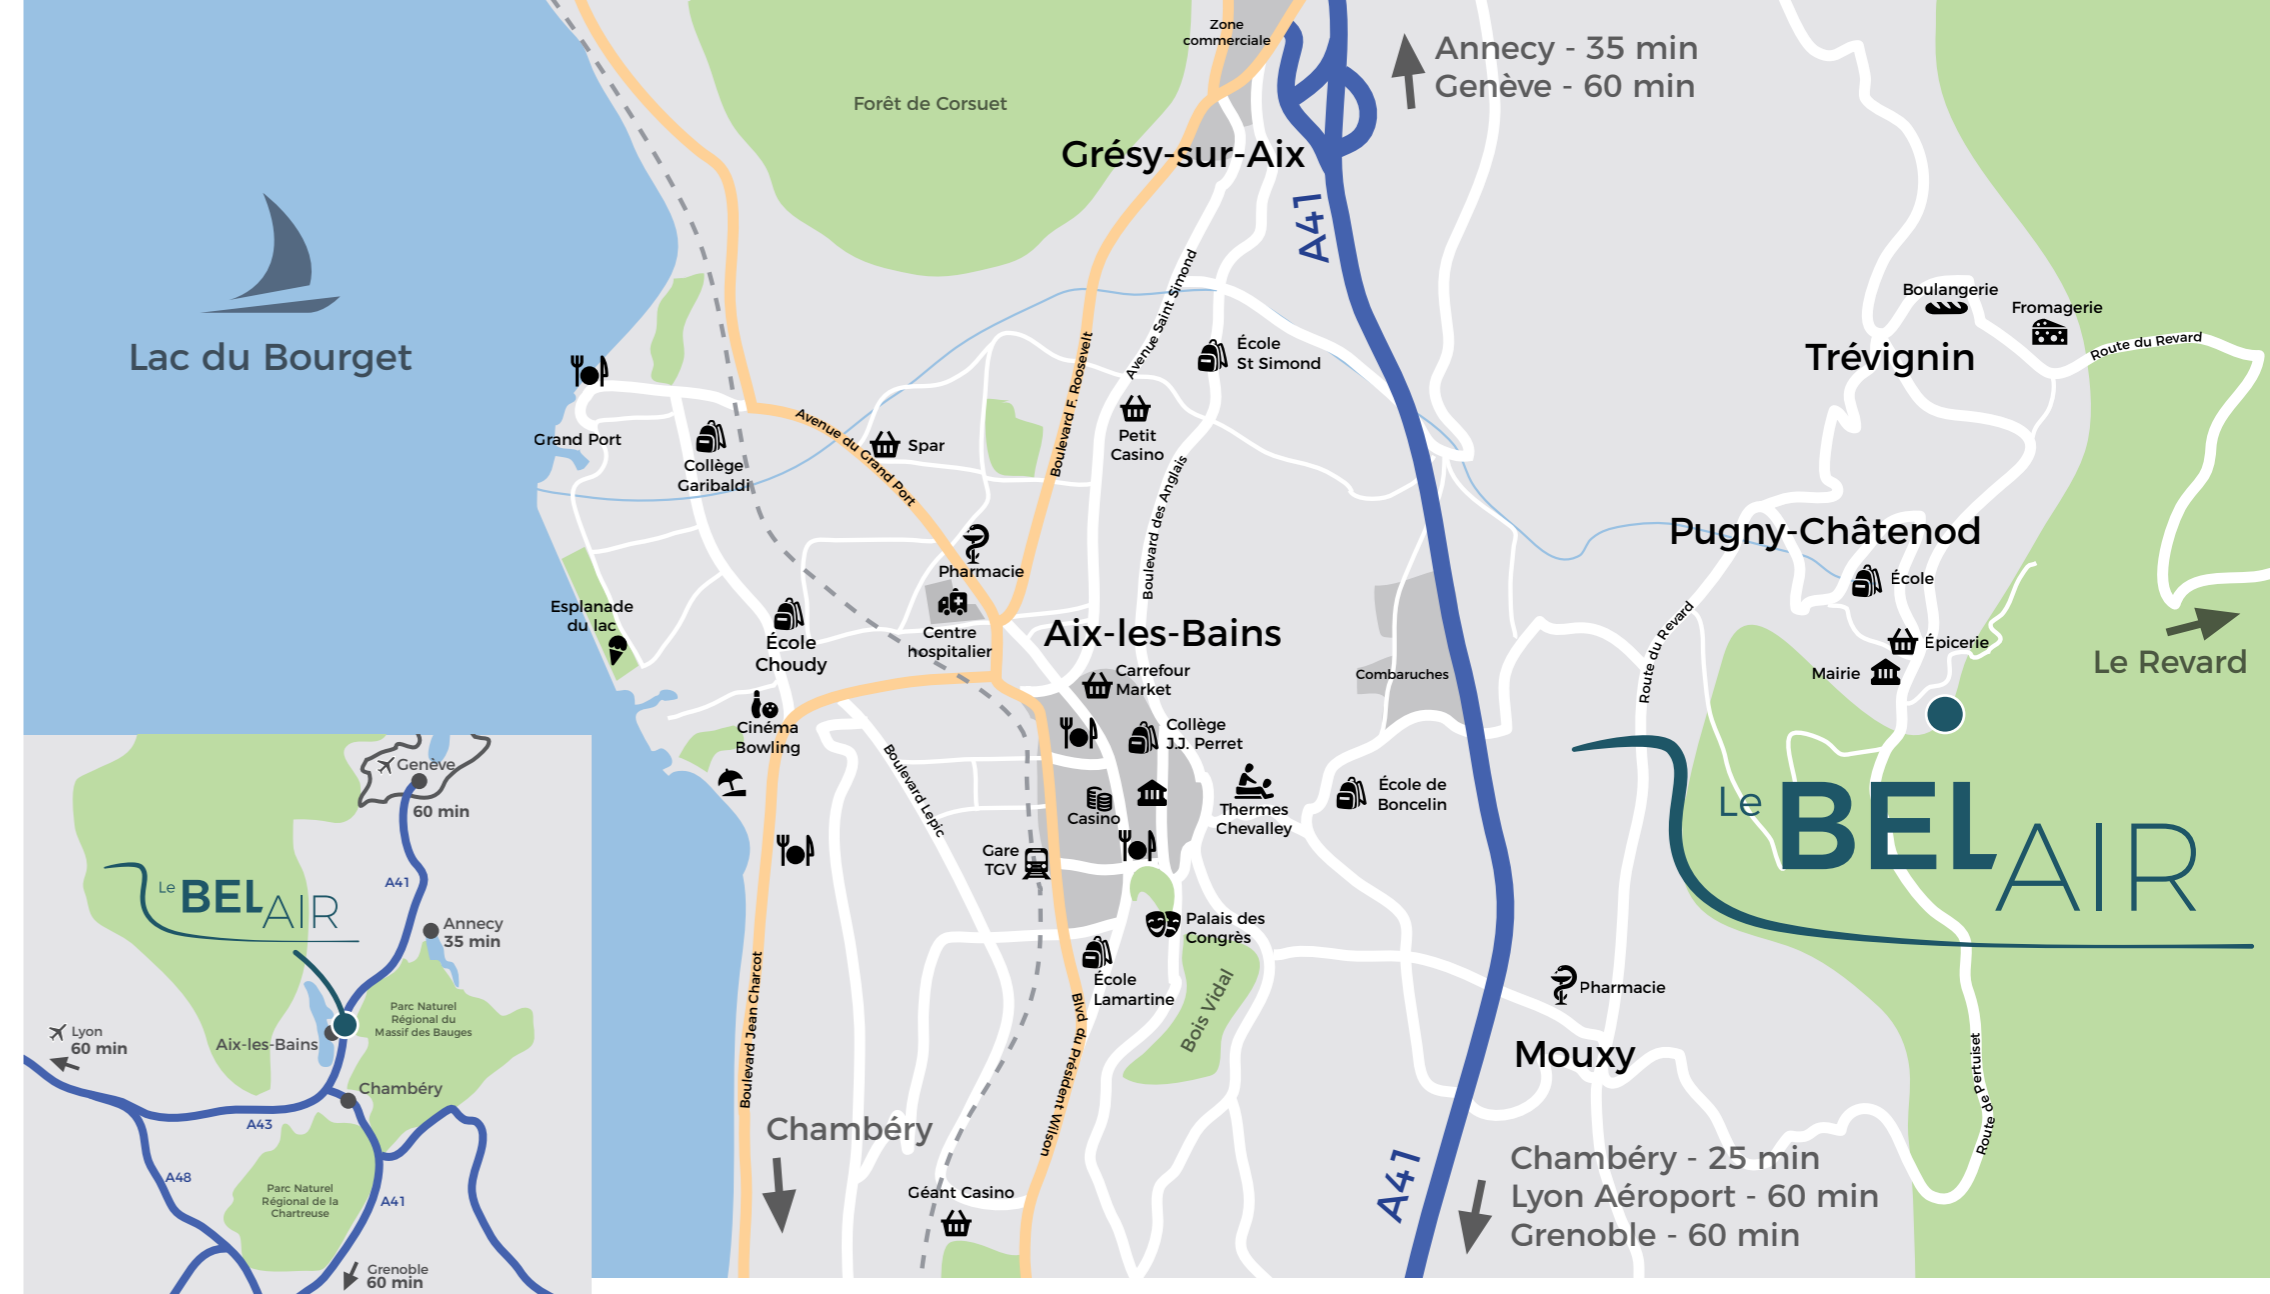 Zone
commerciale
Annecy - 35 min
Genève - 60 min
Forêt de Corsuet
Grésy-sur-Aix
A41
Avenue Saint Simond
Boulangerie
Fromagerie
Route du Revard
Lac du Bourget
Trévignin
École
St Simond
Boulevard F. Roosevelt
Grand Port
Collège
Garibaldi
Avenue du Grand Port
Spar
Petit
Casino
Boulevard des Anglais
Pugny-Châtenod
École
Pharmacie
Esplanade
du lac
École
Choudy
Centre
hospitalier
Aix-les-Bains
Carrefour
Market
Combaruches
Route du Revard
Épicerie
Mairie
Le Revard
Cinéma
Bowling
Boulevard Lepic
Collège
J.J. Perret
Casino
Thermes
Chevalley
École de
Boncelin
Le BEL AIR
Gare
TGV
Palais des
Congrès
École
Lamartine
Bois Vidal
Boulevard Jean Charcot
Blvd du Président Wilson
Pharmacie
Mouxy
Route de Pertuiset
Chambéry
Géant Casino
A41
Chambéry - 25 min
Lyon Aéroport - 60 min
Grenoble - 60 min
Genève
60 min
A41
Le BEL AIR
Annecy
35 min
Parc Naturel
Régional du
Massif des Bauges
Lyon
60 min
Aix-les-Bains
Chambéry
A43
A48
Parc Naturel
Régional de la
Chartreuse
A41
Grenoble
60 min